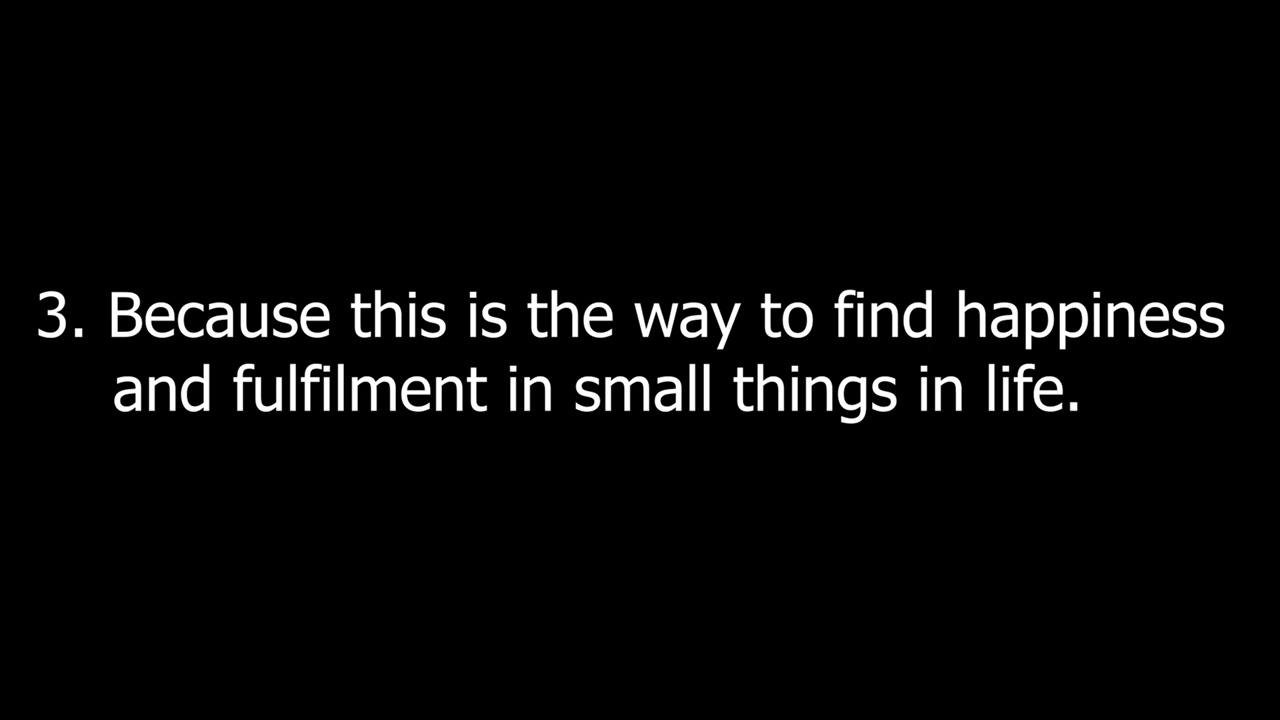 3. Because this is the way to find happiness
and fulfilment in small things in life.